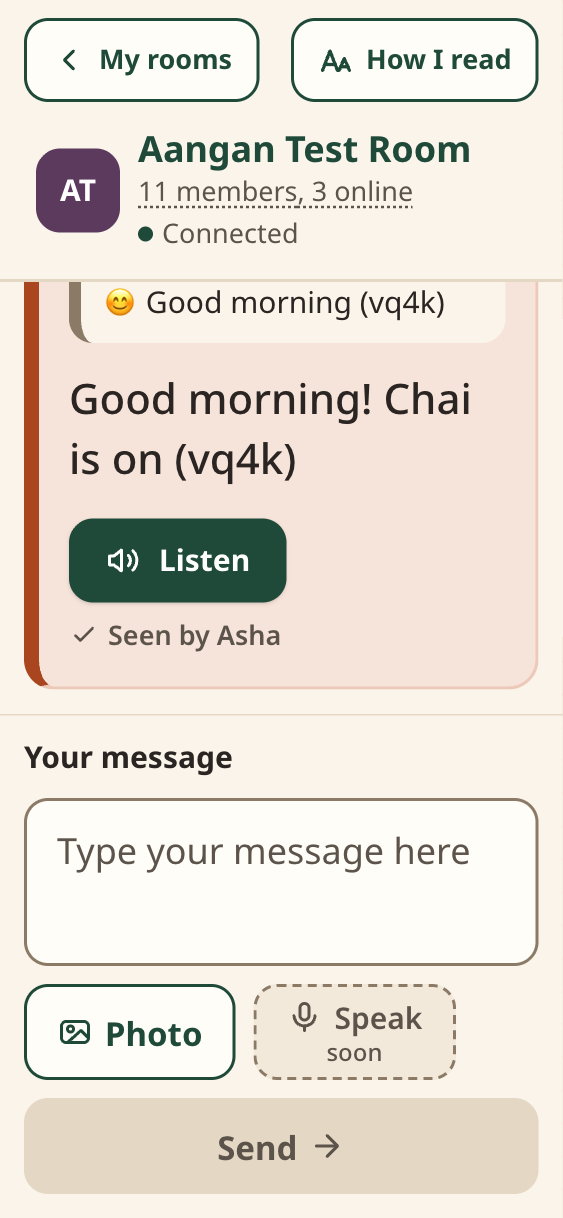 My rooms
How I read
AT
Aangan Test Room
11 members, 3 online
Connected
😊 Good morning (vq4k)
Good morning! Chai
is on (vq4k)
Listen
Seen by Asha
Your message
Type your message here
Photo
Speak
soon
Send